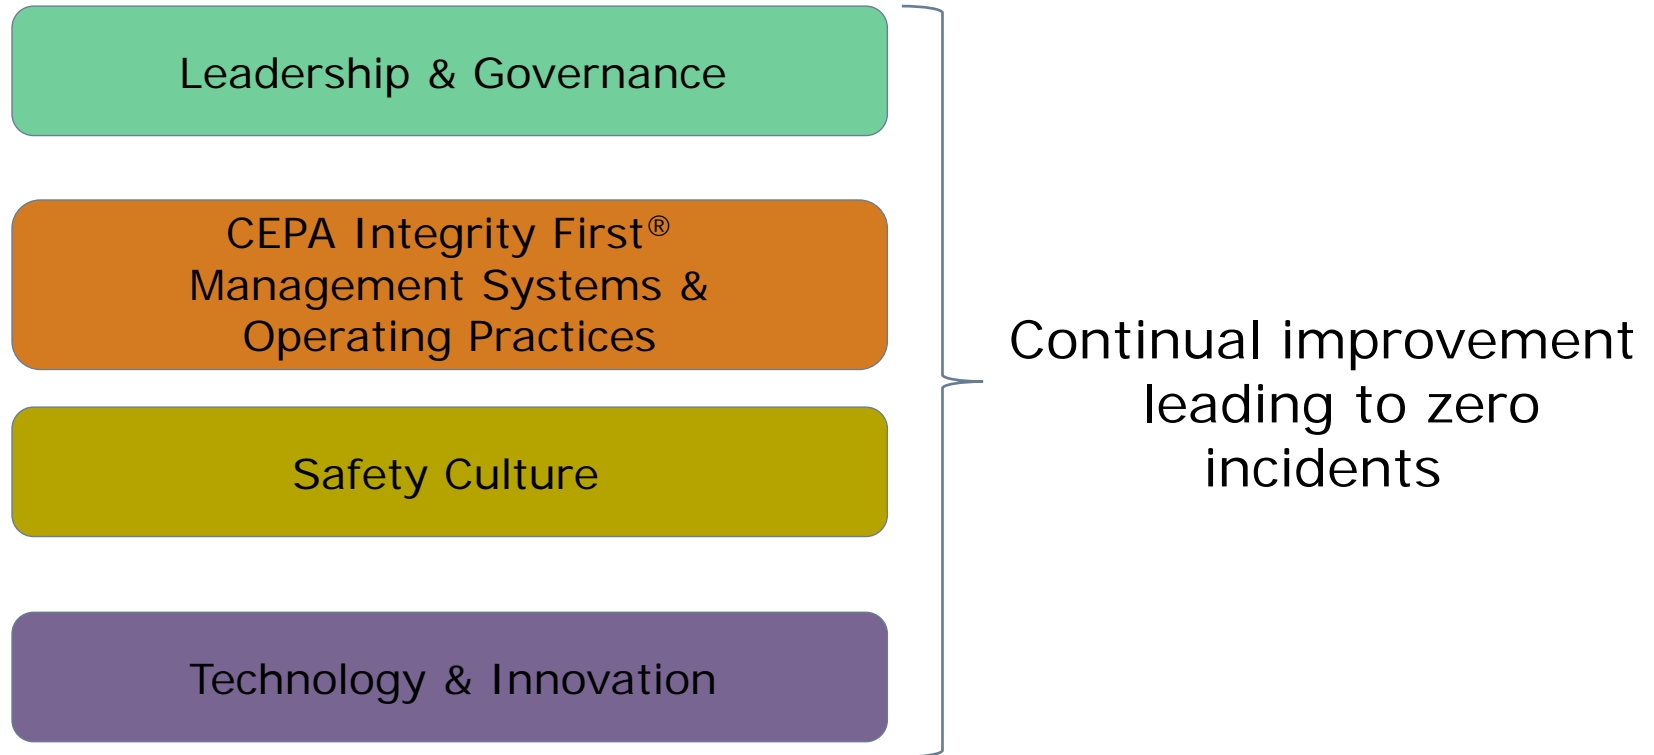 Leadership & Governance
CEPA Integrity First®
Management Systems &
Operating Practices
Safety Culture
Technology & Innovation
Continual improvement
leading to zero
incidents